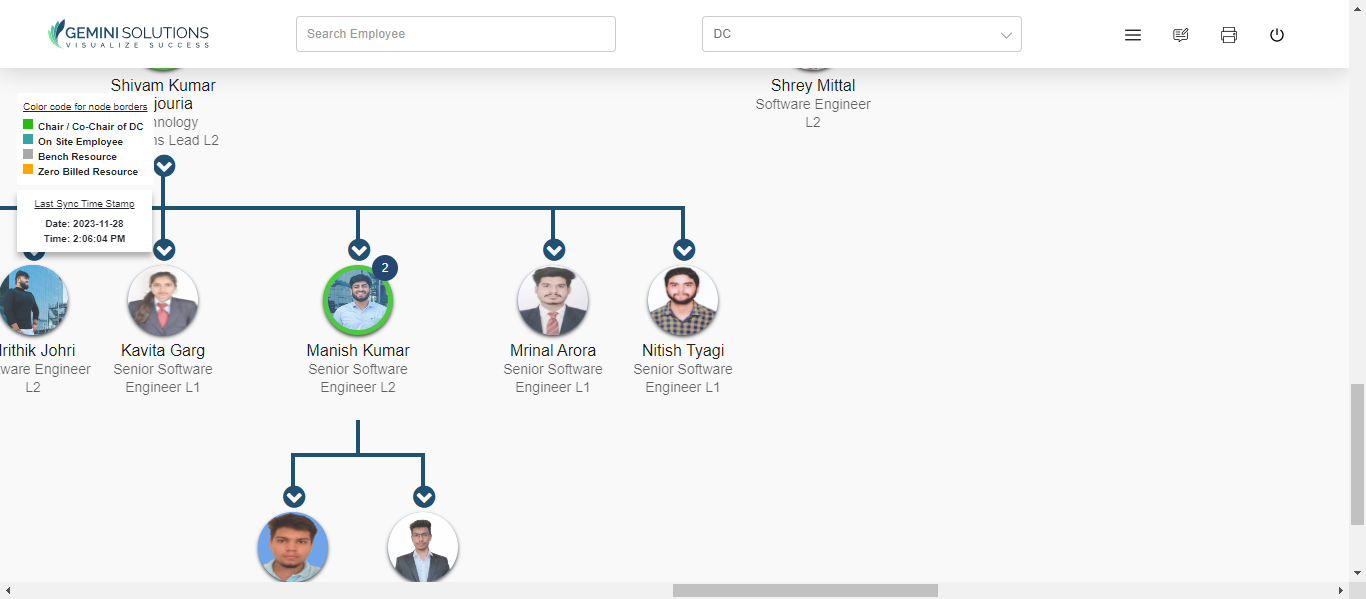 GEMINI SOLUTIONS
VISUALIZE SUCCESS
Search Employee
DC
Shivam Kumar
jouria
hnology
ns Lead L2
Shrey Mittal
Software Engineer
L2
Color code for node borders
Chair / Co-Chair of DC
On Site Employee
Bench Resource
Zero Billed Resource
Last Sync Time Stamp
Date: 2023-11-28
Time: 2:06:04 PM
2
rithik Johri
ware Engineer
L2
Kavita Garg
Senior Software
Engineer L1
Manish Kumar
Senior Software
Engineer L2
Mrinal Arora
Senior Software
Engineer L1
Nitish Tyagi
Senior Software
Engineer L1